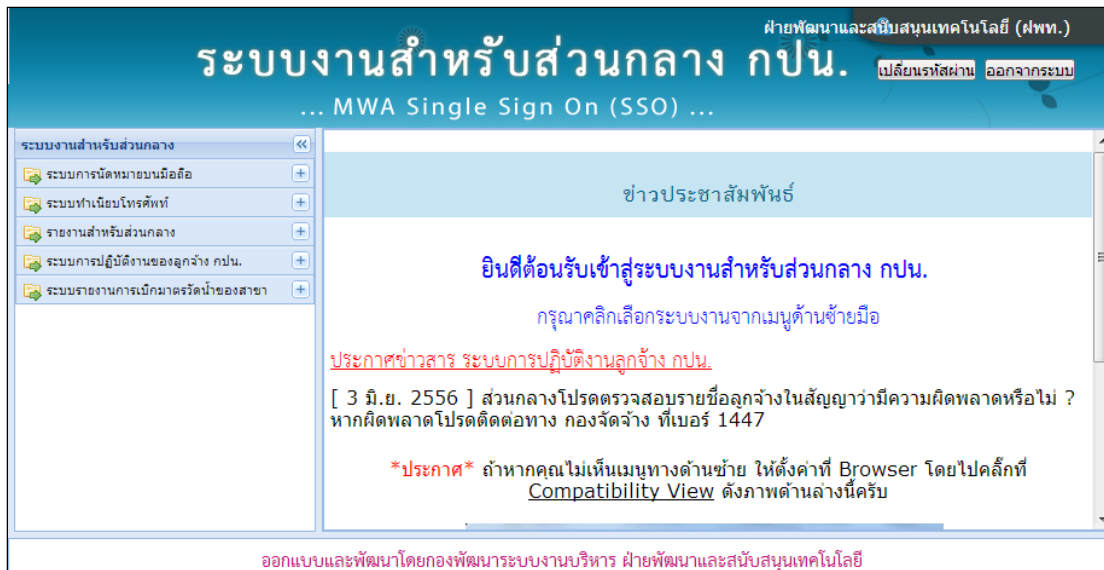 ฝ่ายพัฒนาและสนับสนุนเทคโนโลยี (ฝพท.)
ระบบงานสำหรับส่วนกลาง กปน.
เปลี่ยนรหัสผ่าน ออกจากระบบ
... MWA Single Sign On (SSO) ...
ระบบงานสำหรับส่วนกลาง
ระบบการนัดหมายบนมือถือ
ระบบทำเนียบโทรศัพท์
รายงานสำหรับส่วนกลาง
ระบบการปฏิบัติงานของลูกจ้าง กปน.
ระบบรายงานการเบิกมาตรวัดน้ำของสาขา
ข่าวประชาสัมพันธ์
ยินดีต้อนรับเข้าสู่ระบบงานสำหรับส่วนกลาง กปน.
กรุณาคลิกเลือกระบบงานจากเมนูด้านซ้ายมือ
ประกาศข่าวสาร ระบบการปฏิบัติงานลูกจ้าง กปน.
[ 3 มิ.ย. 2556 ] ส่วนกลางโปรดตรวจสอบรายชื่อลูกจ้างในสัญญาว่ามีความผิดพลาดหรือไม่ ?
หากผิดพลาดโปรดติดต่อทาง กองจัดจ้าง ที่เบอร์ 1447
*ประกาศ* ถ้าหากคุณไม่เห็นเมนูทางด้านซ้าย ให้ตั้งค่าที่ Browser โดยไปคลิ๊กที่
Compatibility View ดังภาพด้านล่างนี้ครับ
ออกแบบและพัฒนาโดยกองพัฒนาระบบงานบริหาร ฝ่ายพัฒนาและสนับสนุนเทคโนโลยี